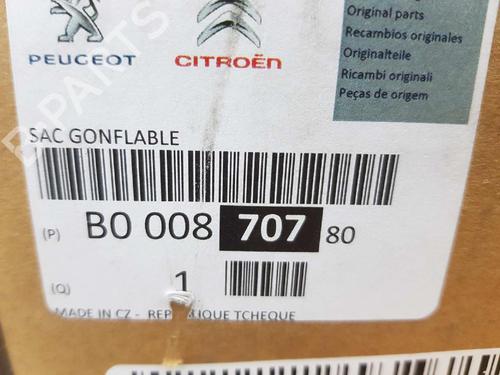 Original parts
Recambios originales
Originalteile
Ricambi originali
Peças de origem
PEUGEOT
CITROËN
SAC GONFLABLE
(P) B0 008 707 80
(Q) 1
MADE IN CZ - REPUBLIQUE TCHEQUE
B-PARTS